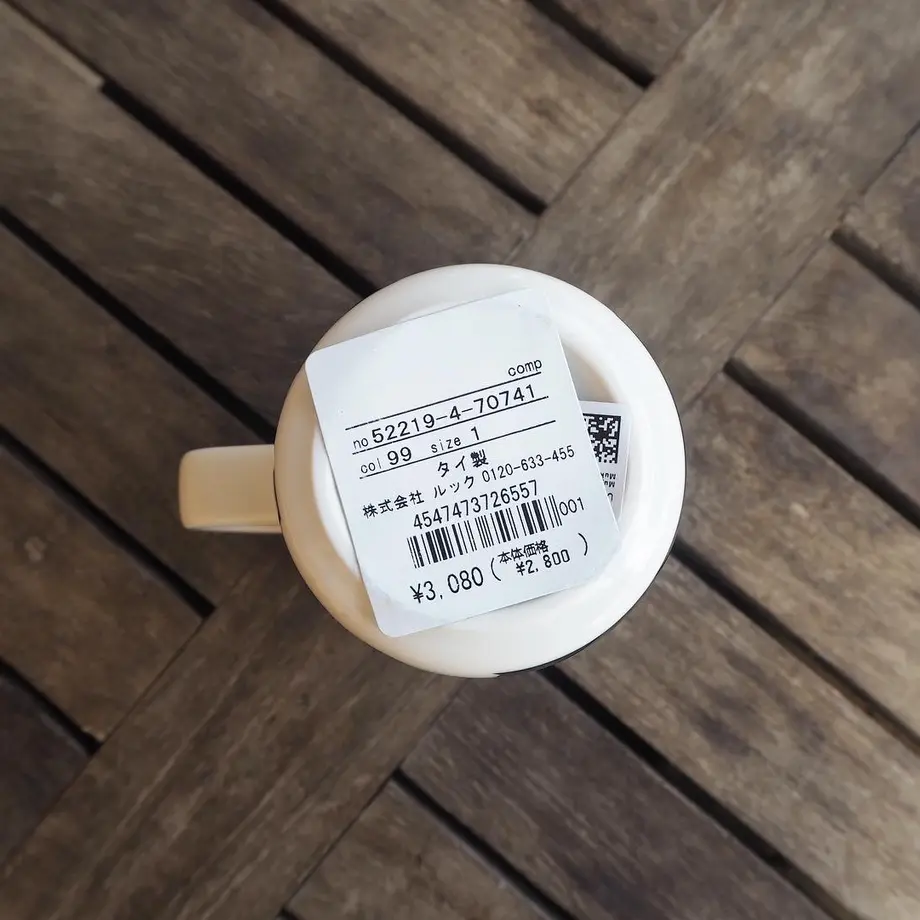 comp
no 52219-4-70741
col 99 size 1
タイ製
株式会社 ルック 0120-633-455
4547473726557
001
¥3,080(本体価格 ¥2,800)